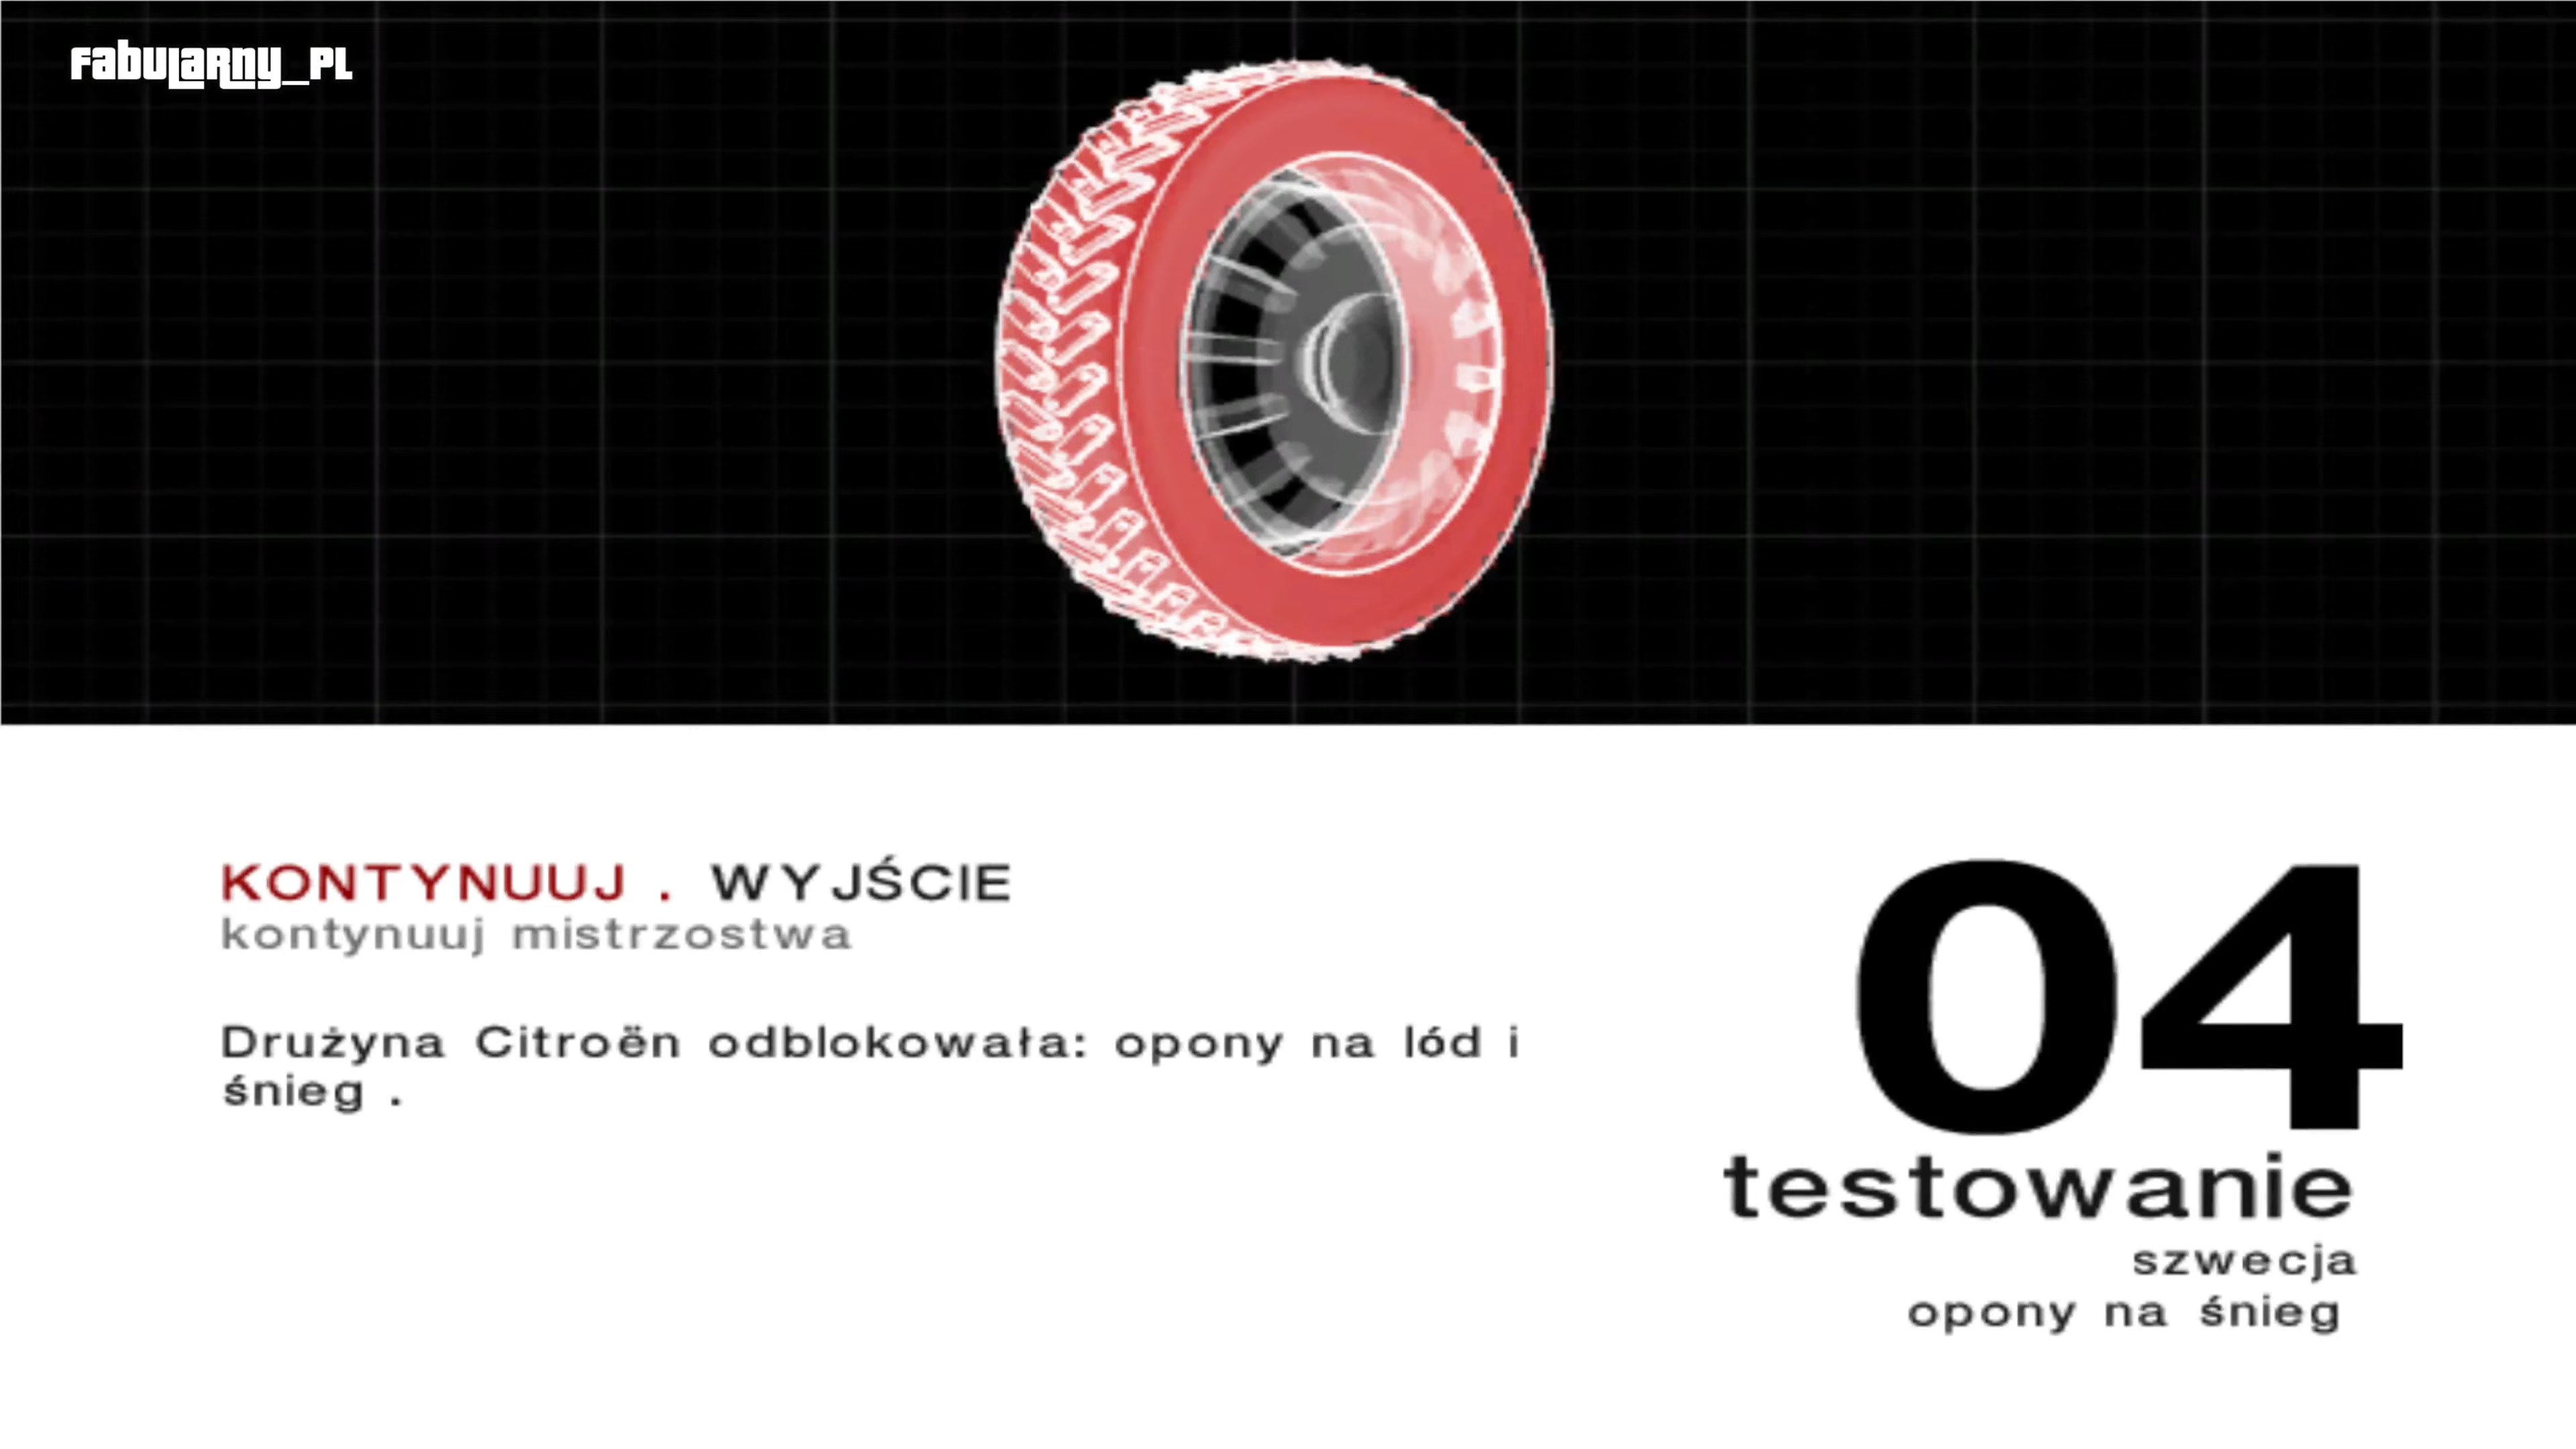 Fabularny_PL
KONTYNUUJ . WYJŚCIE
kontynuuj mistrzostwa
Drużyna Citroën odblokowała: opony na lód i
śnieg .
04
testowanie
szwecja
opony na śnieg